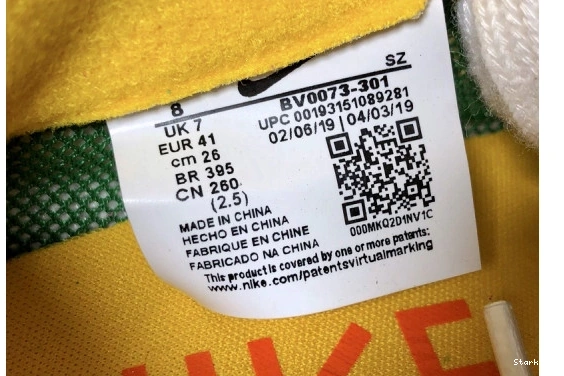 SZ
8
UK 7
EUR 41
cm 26
BR 395
CN 260
(2.5)
BV0073-301
UPC 00193151089281
02/06/19 | 04/03/19
000MKQ2D1NV1C
MADE IN CHINA
HECHO EN CHINA
FABRIQUE EN CHINE
FABRICADO NA CHINA
This product is covered by one or more patents:
www.nike.com/patentsvirtualmarking
NIKE
Stark